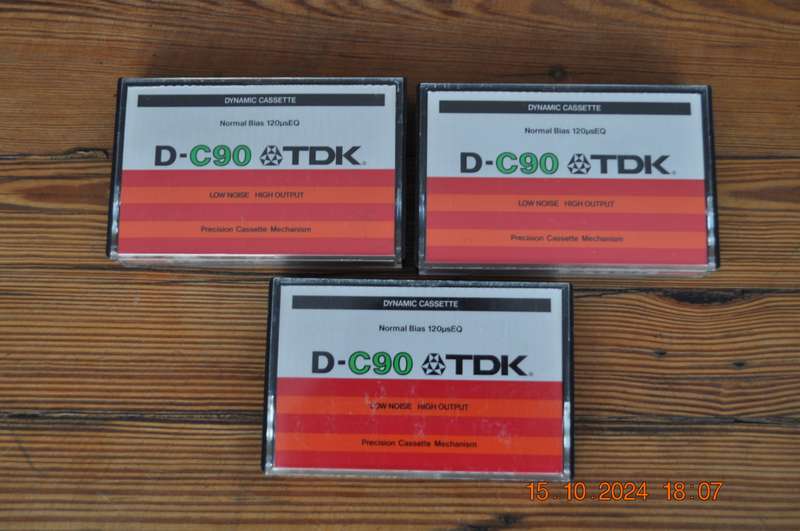 DYNAMIC CASSETTE
Normal Bias 120µsEQ
D-C90 TDK®
LOW NOISE HIGH OUTPUT
Precision Cassette Mechanism
DYNAMIC CASSETTE
Normal Bias 120µsEQ
D-C90 TDK®
LOW NOISE HIGH OUTPUT
Precision Cassette Mechanism
DYNAMIC CASSETTE
Normal Bias 120µsEQ
D-C90 TDK®
LOW NOISE HIGH OUTPUT
Precision Cassette Mechanism
15.10.2024 18:07